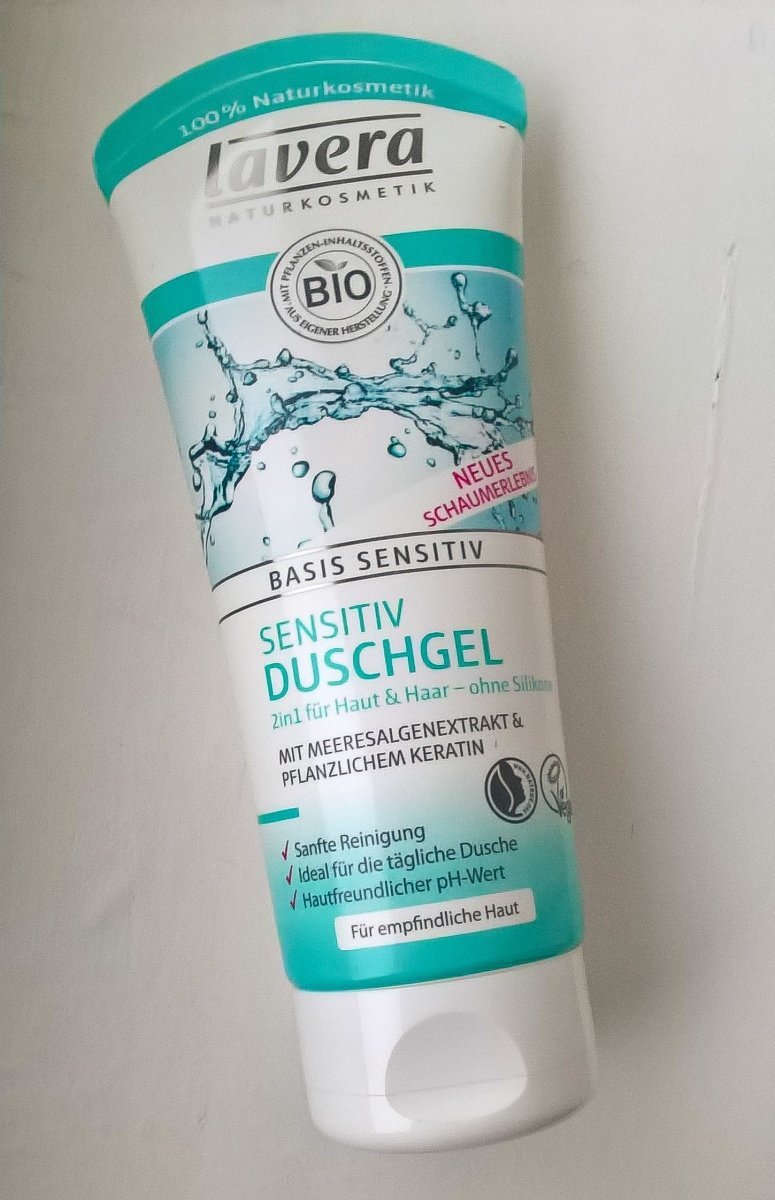 100% Naturkosmetik
lavera
NATURKOSMETIK
MIT PFLANZEN-INHALTSSTOFFEN
BIO
AUS EIGENER HERSTELLUNG
NEUES
SCHAUMERLEBNIS
BASIS SENSITIV
SENSITIV
DUSCHGEL
2in1 für Haut & Haar – ohne Silikone
MIT MEERESALGENEXTRAKT &
PFLANZLICHEM KERATIN
✓ Sanfte Reinigung
✓ Ideal für die tägliche Dusche
✓ Hautfreundlicher pH-Wert
Für empfindliche Haut